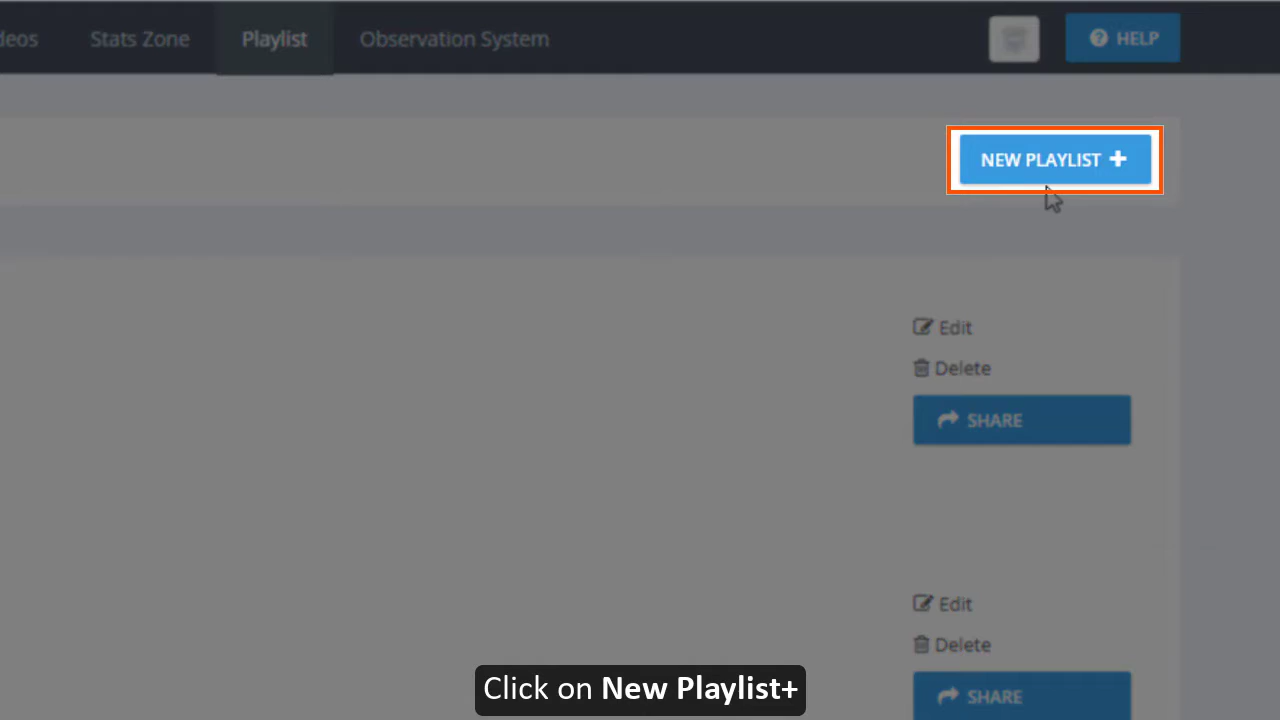 deos Stats Zone Playlist Observation System HELP
NEW PLAYLIST +
Edit
Delete
SHARE
Edit
Delete
SHARE
Click on New Playlist+